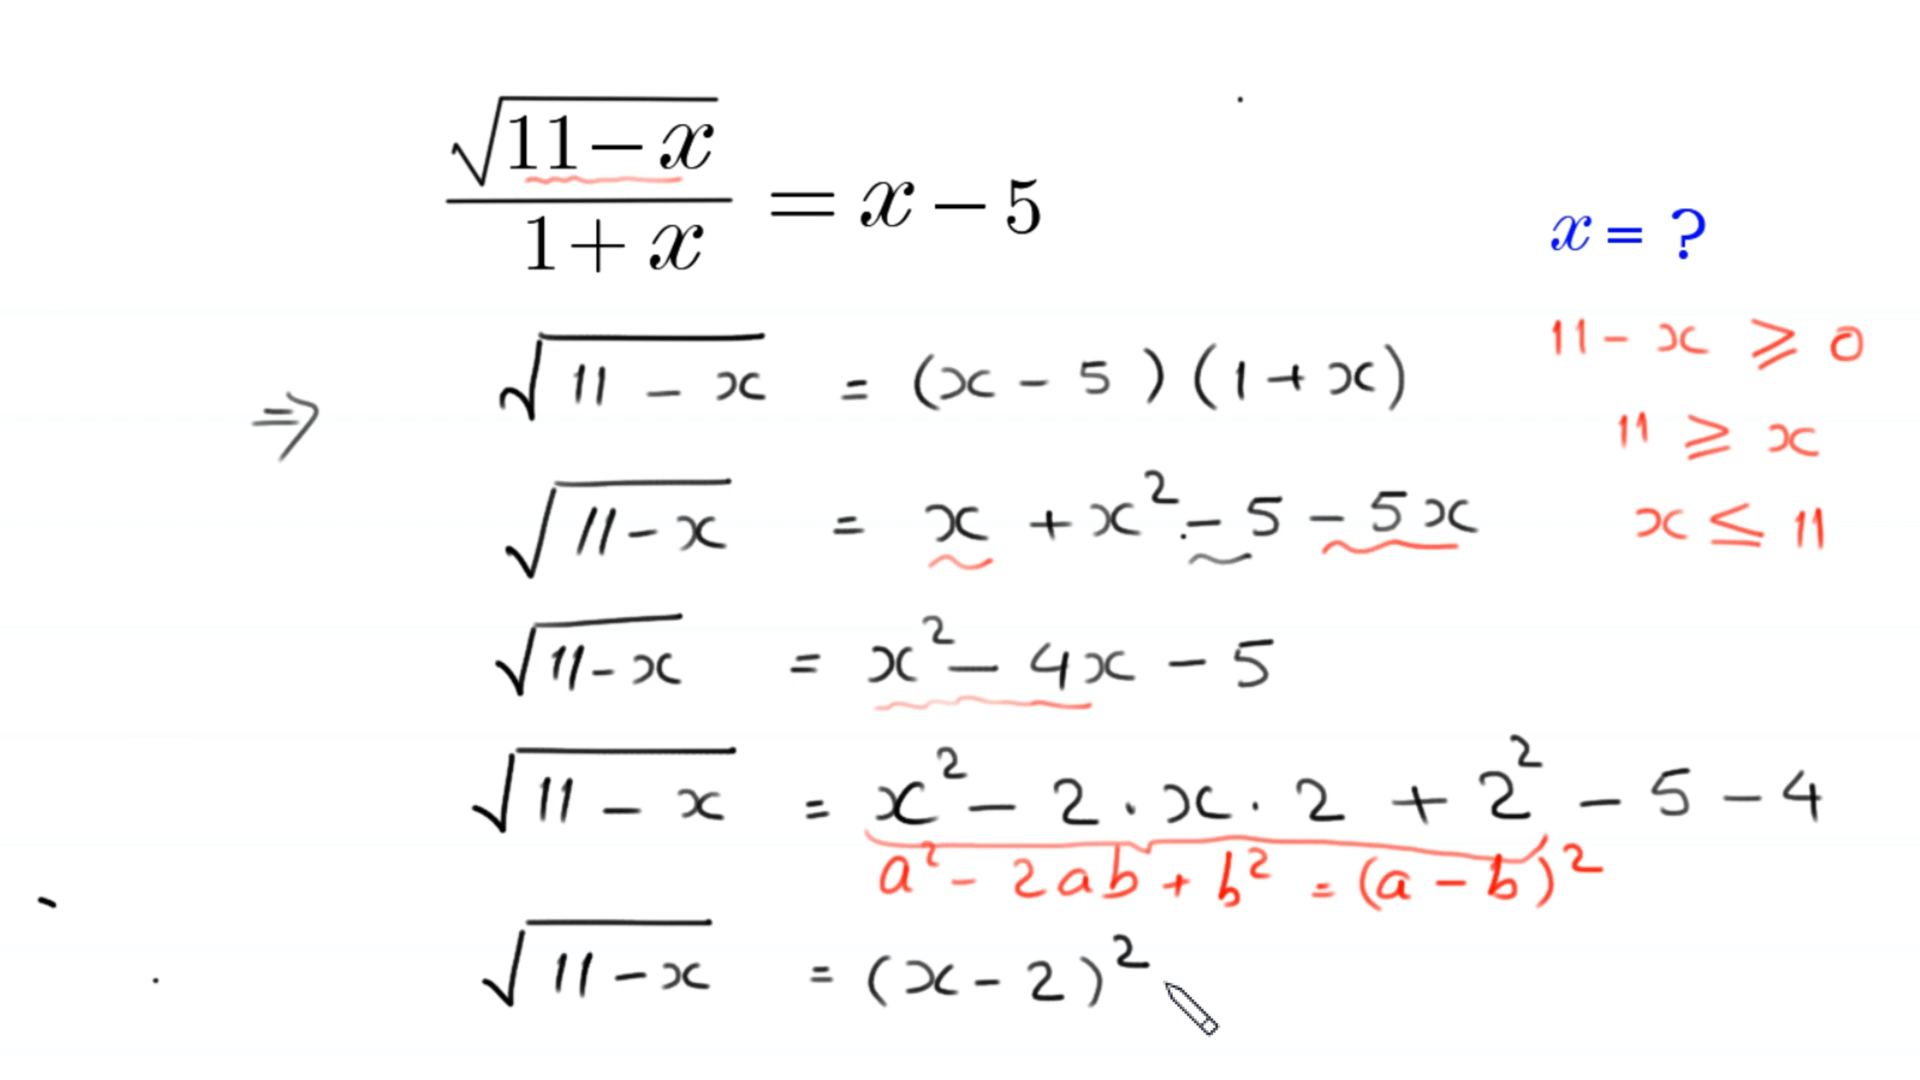 √(11 − x) / (1 + x) = x − 5
x = ?
11 − x ⩾ 0
⇒ √(11 − x) = (x − 5)(1 + x)
11 ⩾ x
√(11 − x) = x + x² − 5 − 5x
x ⩽ 11
√(11 − x) = x² − 4x − 5
√(11 − x) = x² − 2 · x · 2 + 2² − 5 − 4
a² − 2ab + b² = (a − b)²
√(11 − x) = (x − 2)²